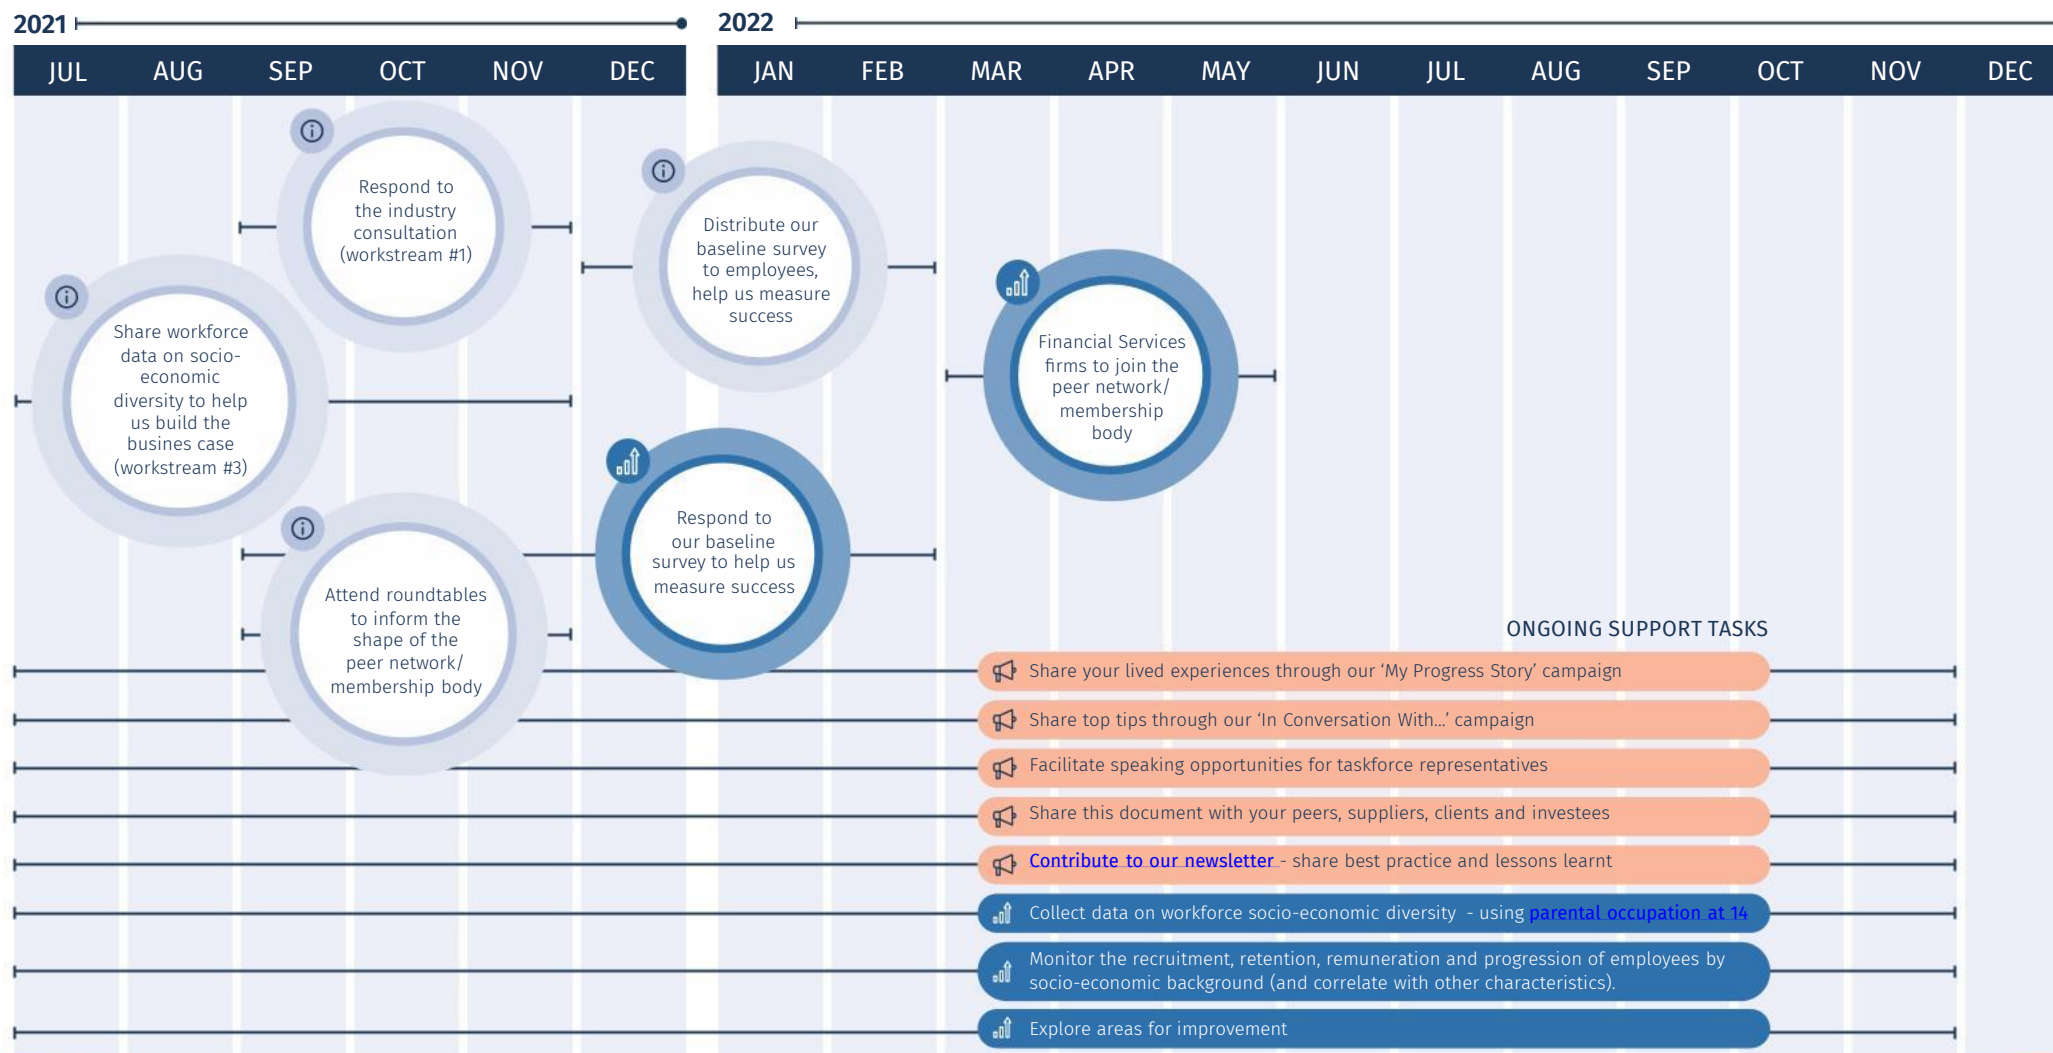 2021
2022
JUL AUG SEP OCT NOV DEC JAN FEB MAR APR MAY JUN JUL AUG SEP OCT NOV DEC
Respond to
the industry
consultation
(workstream #1)
Distribute our
baseline survey
to employees,
help us measure
success
Share workforce
data on socio-
economic
diversity to help
us build the
busines case
(workstream #3)
Financial Services
firms to join the
peer network/
membership
body
Respond to
our baseline
survey to help us
measure success
Attend roundtables
to inform the
shape of the
peer network/
membership body
ONGOING SUPPORT TASKS
Share your lived experiences through our ‘My Progress Story’ campaign
Share top tips through our ‘In Conversation With…’ campaign
Facilitate speaking opportunities for taskforce representatives
Share this document with your peers, suppliers, clients and investees
Contribute to our newsletter - share best practice and lessons learnt
Collect data on workforce socio-economic diversity - using parental occupation at 14
Monitor the recruitment, retention, remuneration and progression of employees by
socio-economic background (and correlate with other characteristics).
Explore areas for improvement